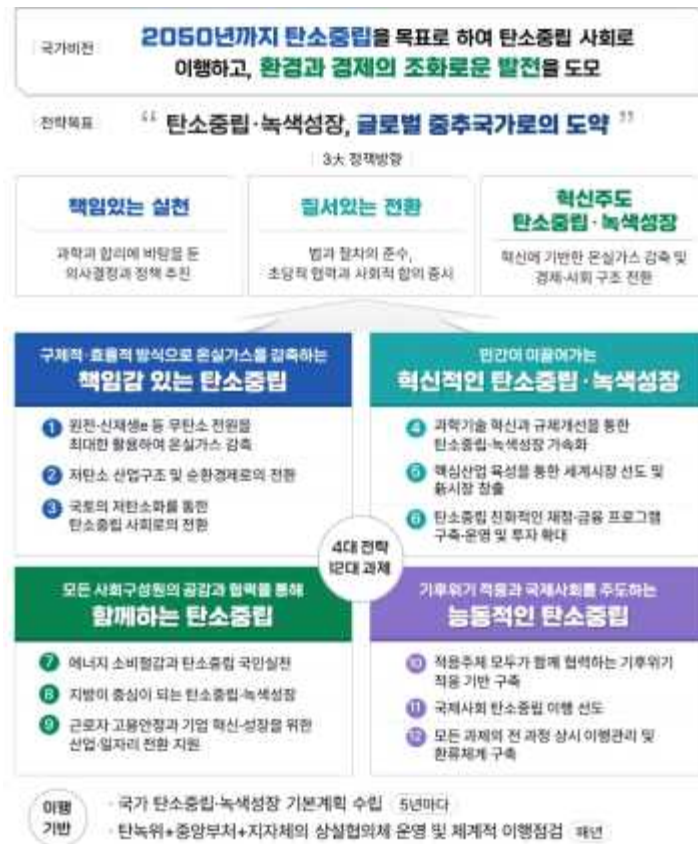 국가비전
2050년까지 탄소중립을 목표로 하여 탄소중립 사회로
이행하고, 환경과 경제의 조화로운 발전을 도모
전략목표
“ 탄소중립·녹색성장, 글로벌 중추국가로의 도약 ”
3大 정책방향
책임있는 실천
과학과 합리에 바탕을 둔
의사결정과 정책 추진
질서있는 전환
법과 절차의 준수,
초당적 협력과 사회적 합의 중시
혁신주도
탄소중립·녹색성장
혁신에 기반한 온실가스 감축 및
경제·사회 구조 전환
구체적·효율적 방식으로 온실가스를 감축하는
책임감 있는 탄소중립
1 원전·신재생e 등 무탄소 전원을
최대한 활용하여 온실가스 감축
2 저탄소 산업구조 및 순환경제로의 전환
3 국토의 저탄소화를 통한
탄소중립 사회로의 전환
민간이 이끌어가는
혁신적인 탄소중립·녹색성장
4 과학기술 혁신과 규제개선을 통한
탄소중립·녹색성장 가속화
5 핵심산업 육성을 통한 세계시장 선도 및
新시장 창출
6 탄소중립 친화적인 재정·금융 프로그램
구축·운영 및 투자 확대
4대 전략
12대 과제
모든 사회구성원의 공감과 협력을 통해
함께하는 탄소중립
7 에너지 소비절감과 탄소중립 국민실천
8 지방이 중심이 되는 탄소중립·녹색성장
9 근로자 고용안정과 기업 혁신·성장을 위한
산업·일자리 전환 지원
기후위기 적응과 국제사회를 주도하는
능동적인 탄소중립
10 적응주체 모두가 함께 협력하는 기후위기
적응 기반 구축
11 국제사회 탄소중립 이행 선도
12 모든 과제의 전 과정 상시 이행관리 및
환류체계 구축
이행
기반
· 국가 탄소중립·녹색성장 기본계획 수립 5년마다
· 탄녹위+중앙부처+지자체의 상설협의체 운영 및 체계적 이행점검 매년